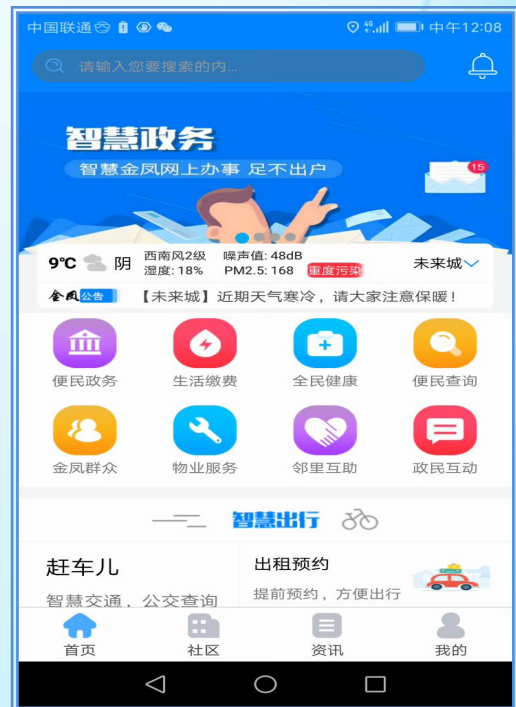 中国联通 中午12:08
请输入您要搜索的内...
智慧政务
智慧金凤网上办事 足不出户
15
9℃ 阴 西南风2级 噪声值: 48dB
湿度: 18% PM2.5: 168 重度污染 未来城
金凤公告 【未来城】近期天气寒冷，请大家注意保暖！
便民政务 生活缴费 全民健康 便民查询
金凤群众 物业服务 邻里互助 政民互动
智慧出行
赶车儿 出租预约
智慧交通，公交查询 提前预约，方便出行
首页 社区 资讯 我的